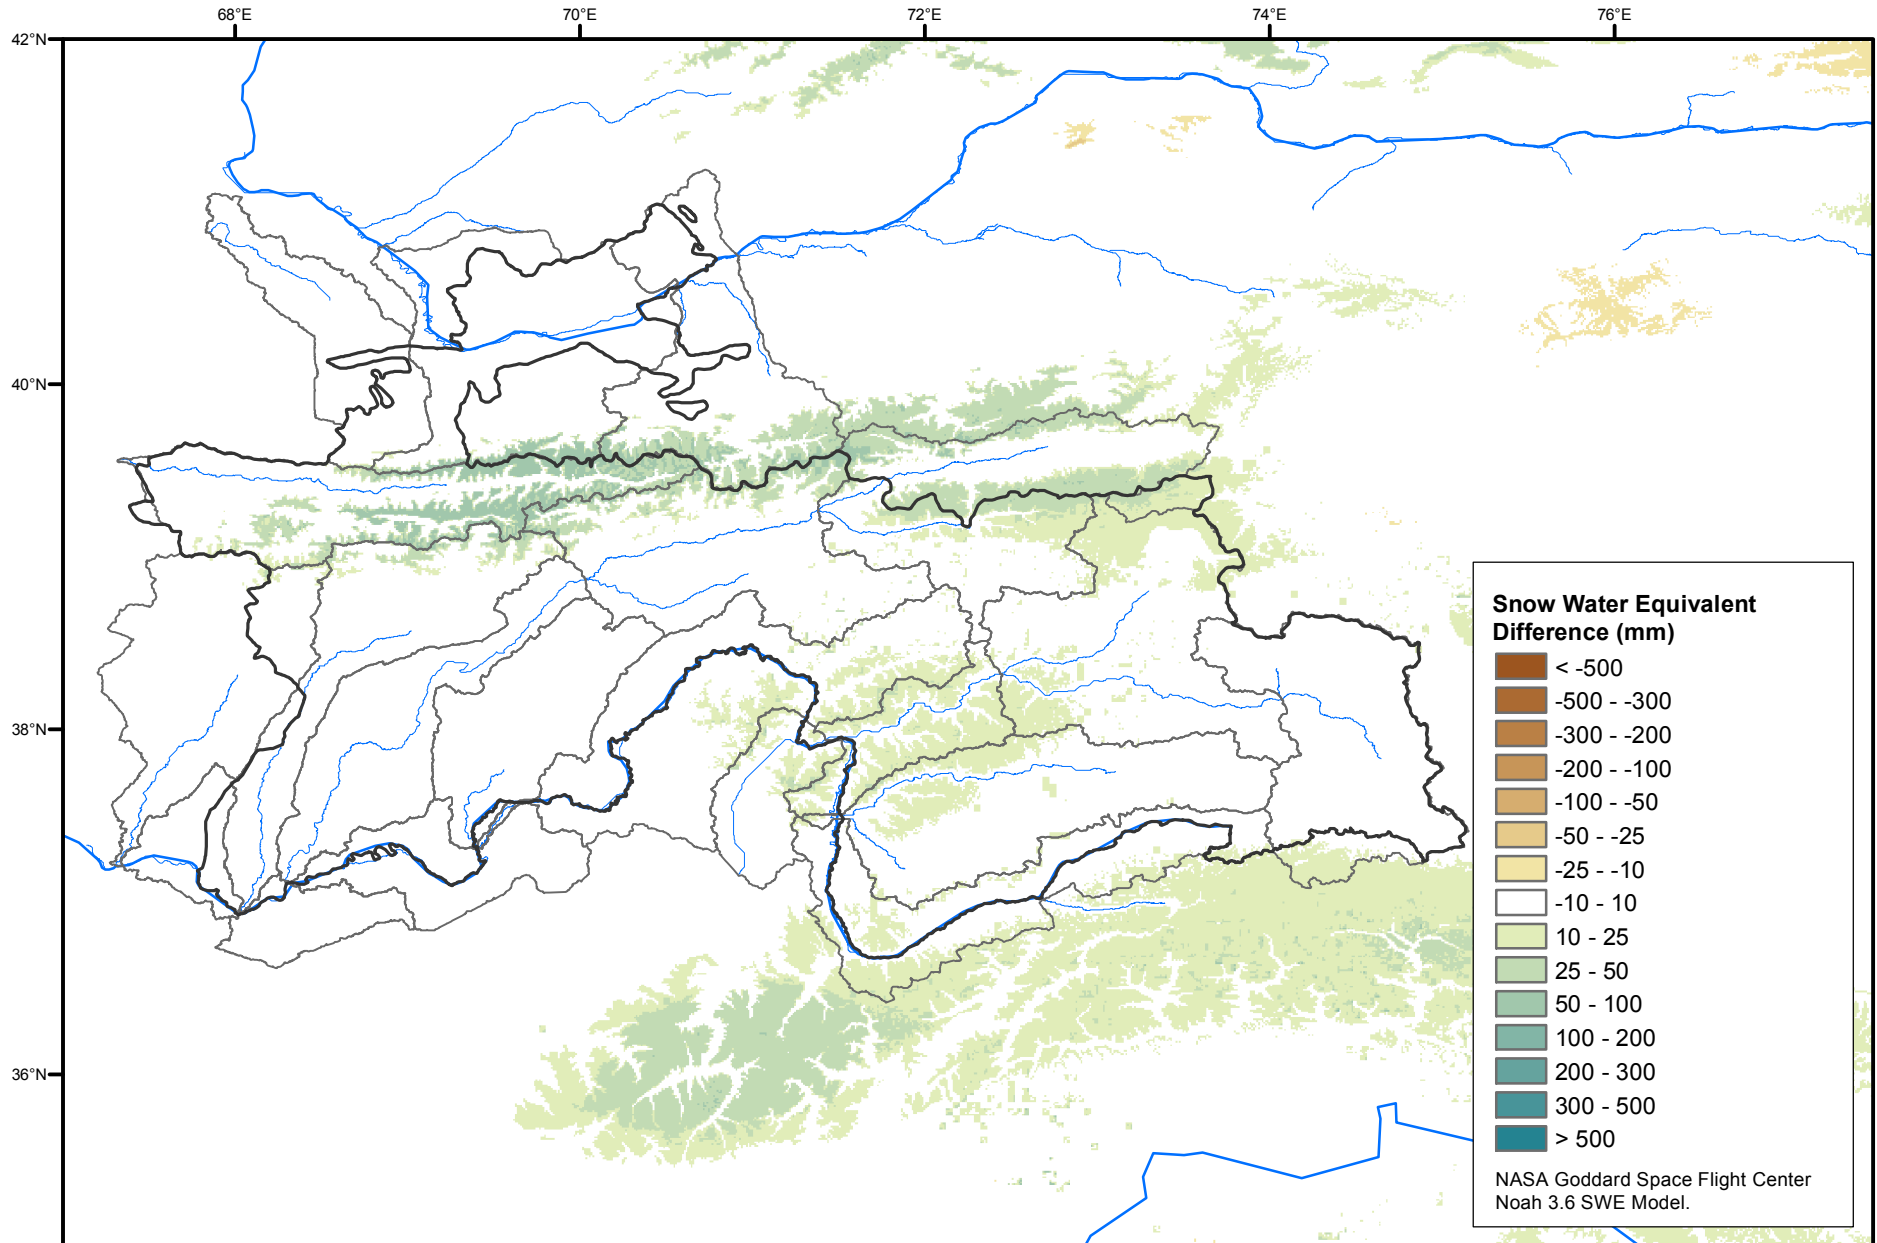 68°E
70°E
72°E
74°E
76°E
42°N
40°N
38°N
36°N
Snow Water Equivalent
Difference (mm)
< -500
-500 - -300
-300 - -200
-200 - -100
-100 - -50
-50 - -25
-25 - -10
-10 - 10
10 - 25
25 - 50
50 - 100
100 - 200
200 - 300
300 - 500
> 500
NASA Goddard Space Flight Center
Noah 3.6 SWE Model.